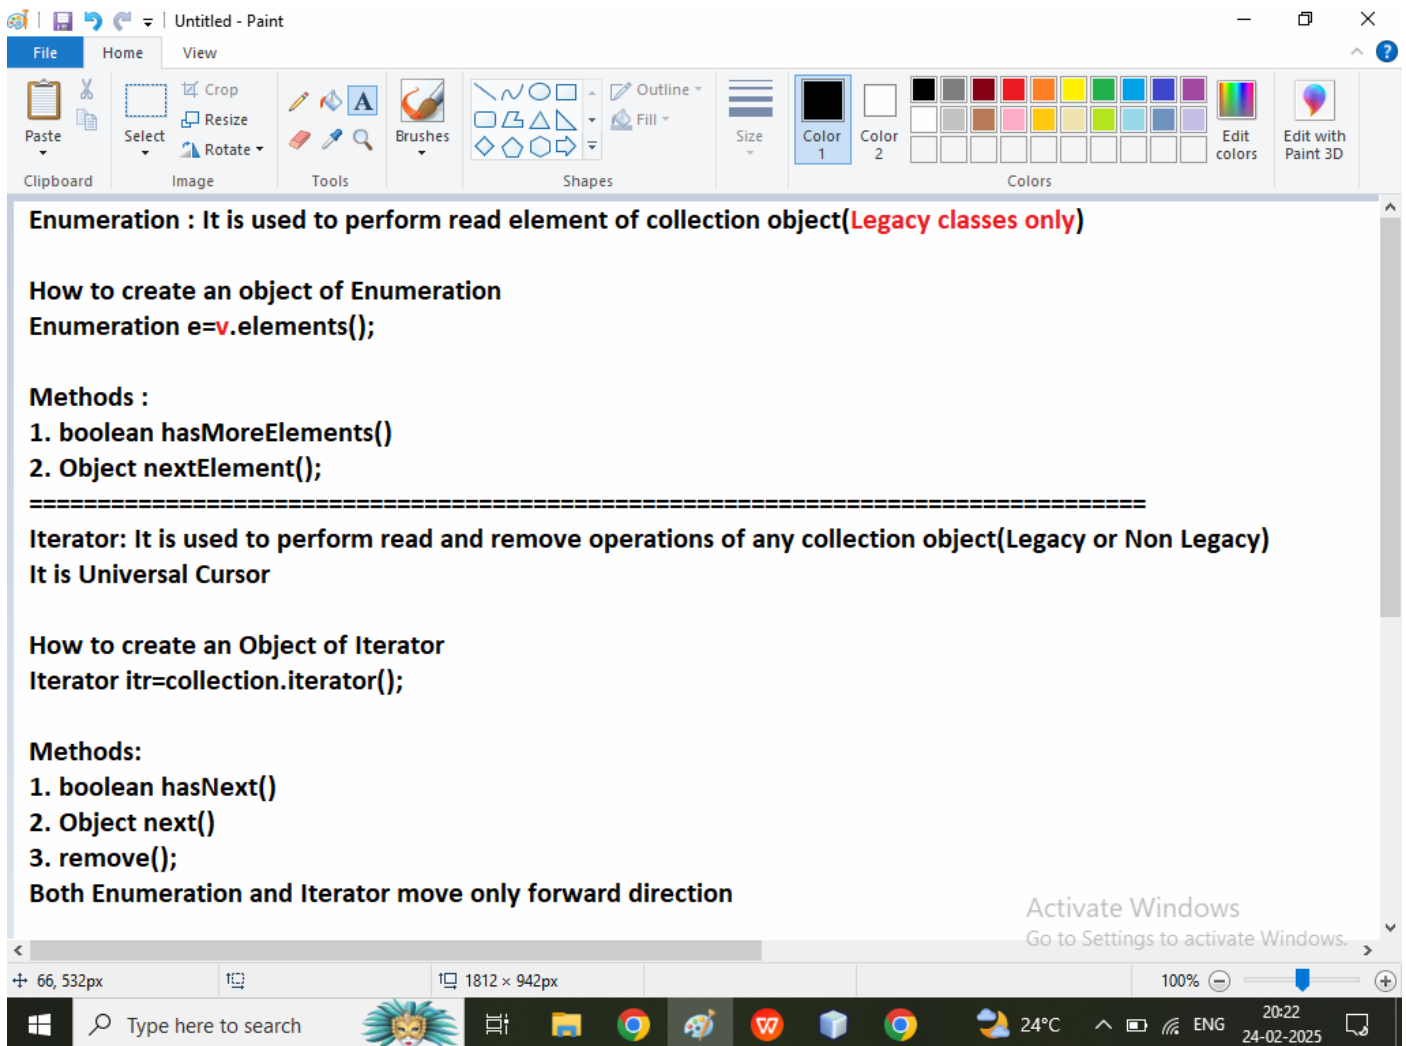 Untitled - Paint
File Home View
Paste
Clipboard
Select
Crop
Resize
Rotate
Image
Tools
Brushes
Outline
Fill
Shapes
Size
Color 1
Color 2
Edit colors
Edit with Paint 3D
Colors
Enumeration : It is used to perform read element of collection object(Legacy classes only)
How to create an object of Enumeration
Enumeration e=v.elements();
Methods :
1. boolean hasMoreElements()
2. Object nextElement();
==================================================================================
Iterator: It is used to perform read and remove operations of any collection object(Legacy or Non Legacy)
It is Universal Cursor
How to create an Object of Iterator
Iterator itr=collection.iterator();
Methods:
1. boolean hasNext()
2. Object next()
3. remove();
Both Enumeration and Iterator move only forward direction
Activate Windows
Go to Settings to activate Windows.
66, 532px
1812 × 942px
100%
Type here to search
24°C
ENG
20:22
24-02-2025